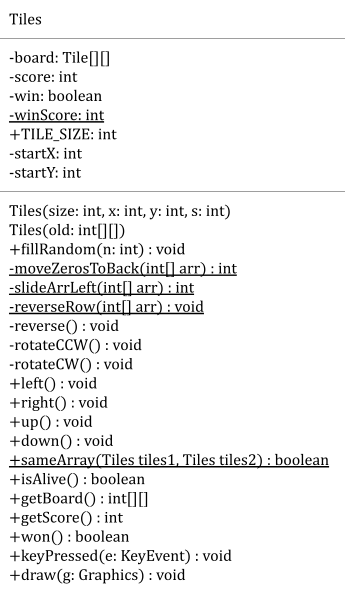 Tiles
-board: Tile[][]
-score: int
-win: boolean
-winScore: int
+TILE_SIZE: int
-startX: int
-startY: int
Tiles(size: int, x: int, y: int, s: int)
Tiles(old: int[][])
+fillRandom(n: int) : void
-moveZerosToBack(int[] arr) : int
-slideArrLeft(int[] arr) : int
-reverseRow(int[] arr) : void
-reverse() : void
-rotateCCW() : void
-rotateCW() : void
+left() : void
+right() : void
+up() : void
+down() : void
+sameArray(Tiles tiles1, Tiles tiles2) : boolean
+isAlive() : boolean
+getBoard() : int[][]
+getScore() : int
+won() : boolean
+keyPressed(e: KeyEvent) : void
+draw(g: Graphics) : void